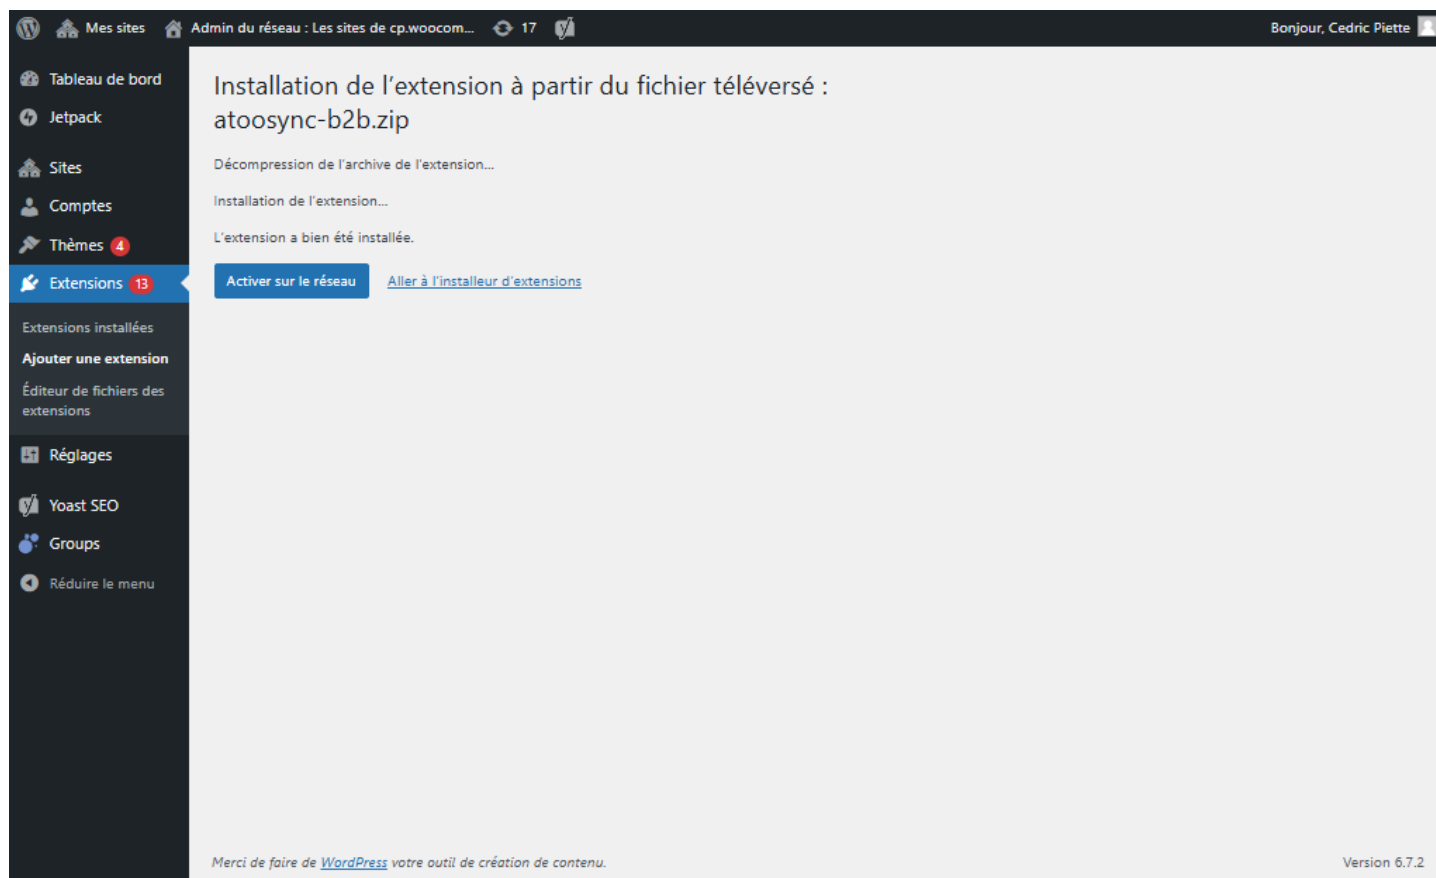 Mes sites
Admin du réseau : Les sites de cp.woocom...
17
Bonjour, Cedric Piette
Tableau de bord
Jetpack
Sites
Comptes
Thèmes 4
Extensions 13
Extensions installées
Ajouter une extension
Éditeur de fichiers des
extensions
Réglages
Yoast SEO
Groups
Réduire le menu
Installation de l’extension à partir du fichier téléversé :
atoosync-b2b.zip
Décompression de l’archive de l’extension…
Installation de l’extension…
L’extension a bien été installée.
Activer sur le réseau
Aller à l’installeur d’extensions
Merci de faire de WordPress votre outil de création de contenu.
Version 6.7.2